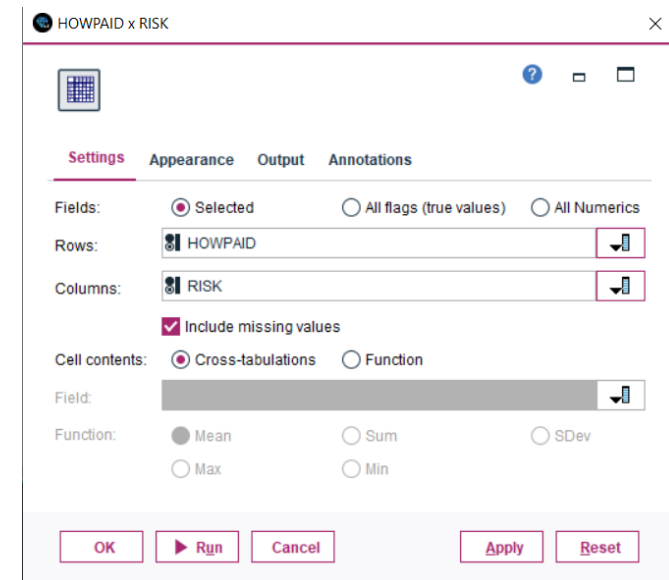 HOWPAID x RISK
?
Settings Appearance Output Annotations
Fields: Selected All flags (true values) All Numerics
Rows: HOWPAID
Columns: RISK
Include missing values
Cell contents: Cross-tabulations Function
Field:
Function: Mean Sum SDev
Max Min
OK Run Cancel Apply Reset